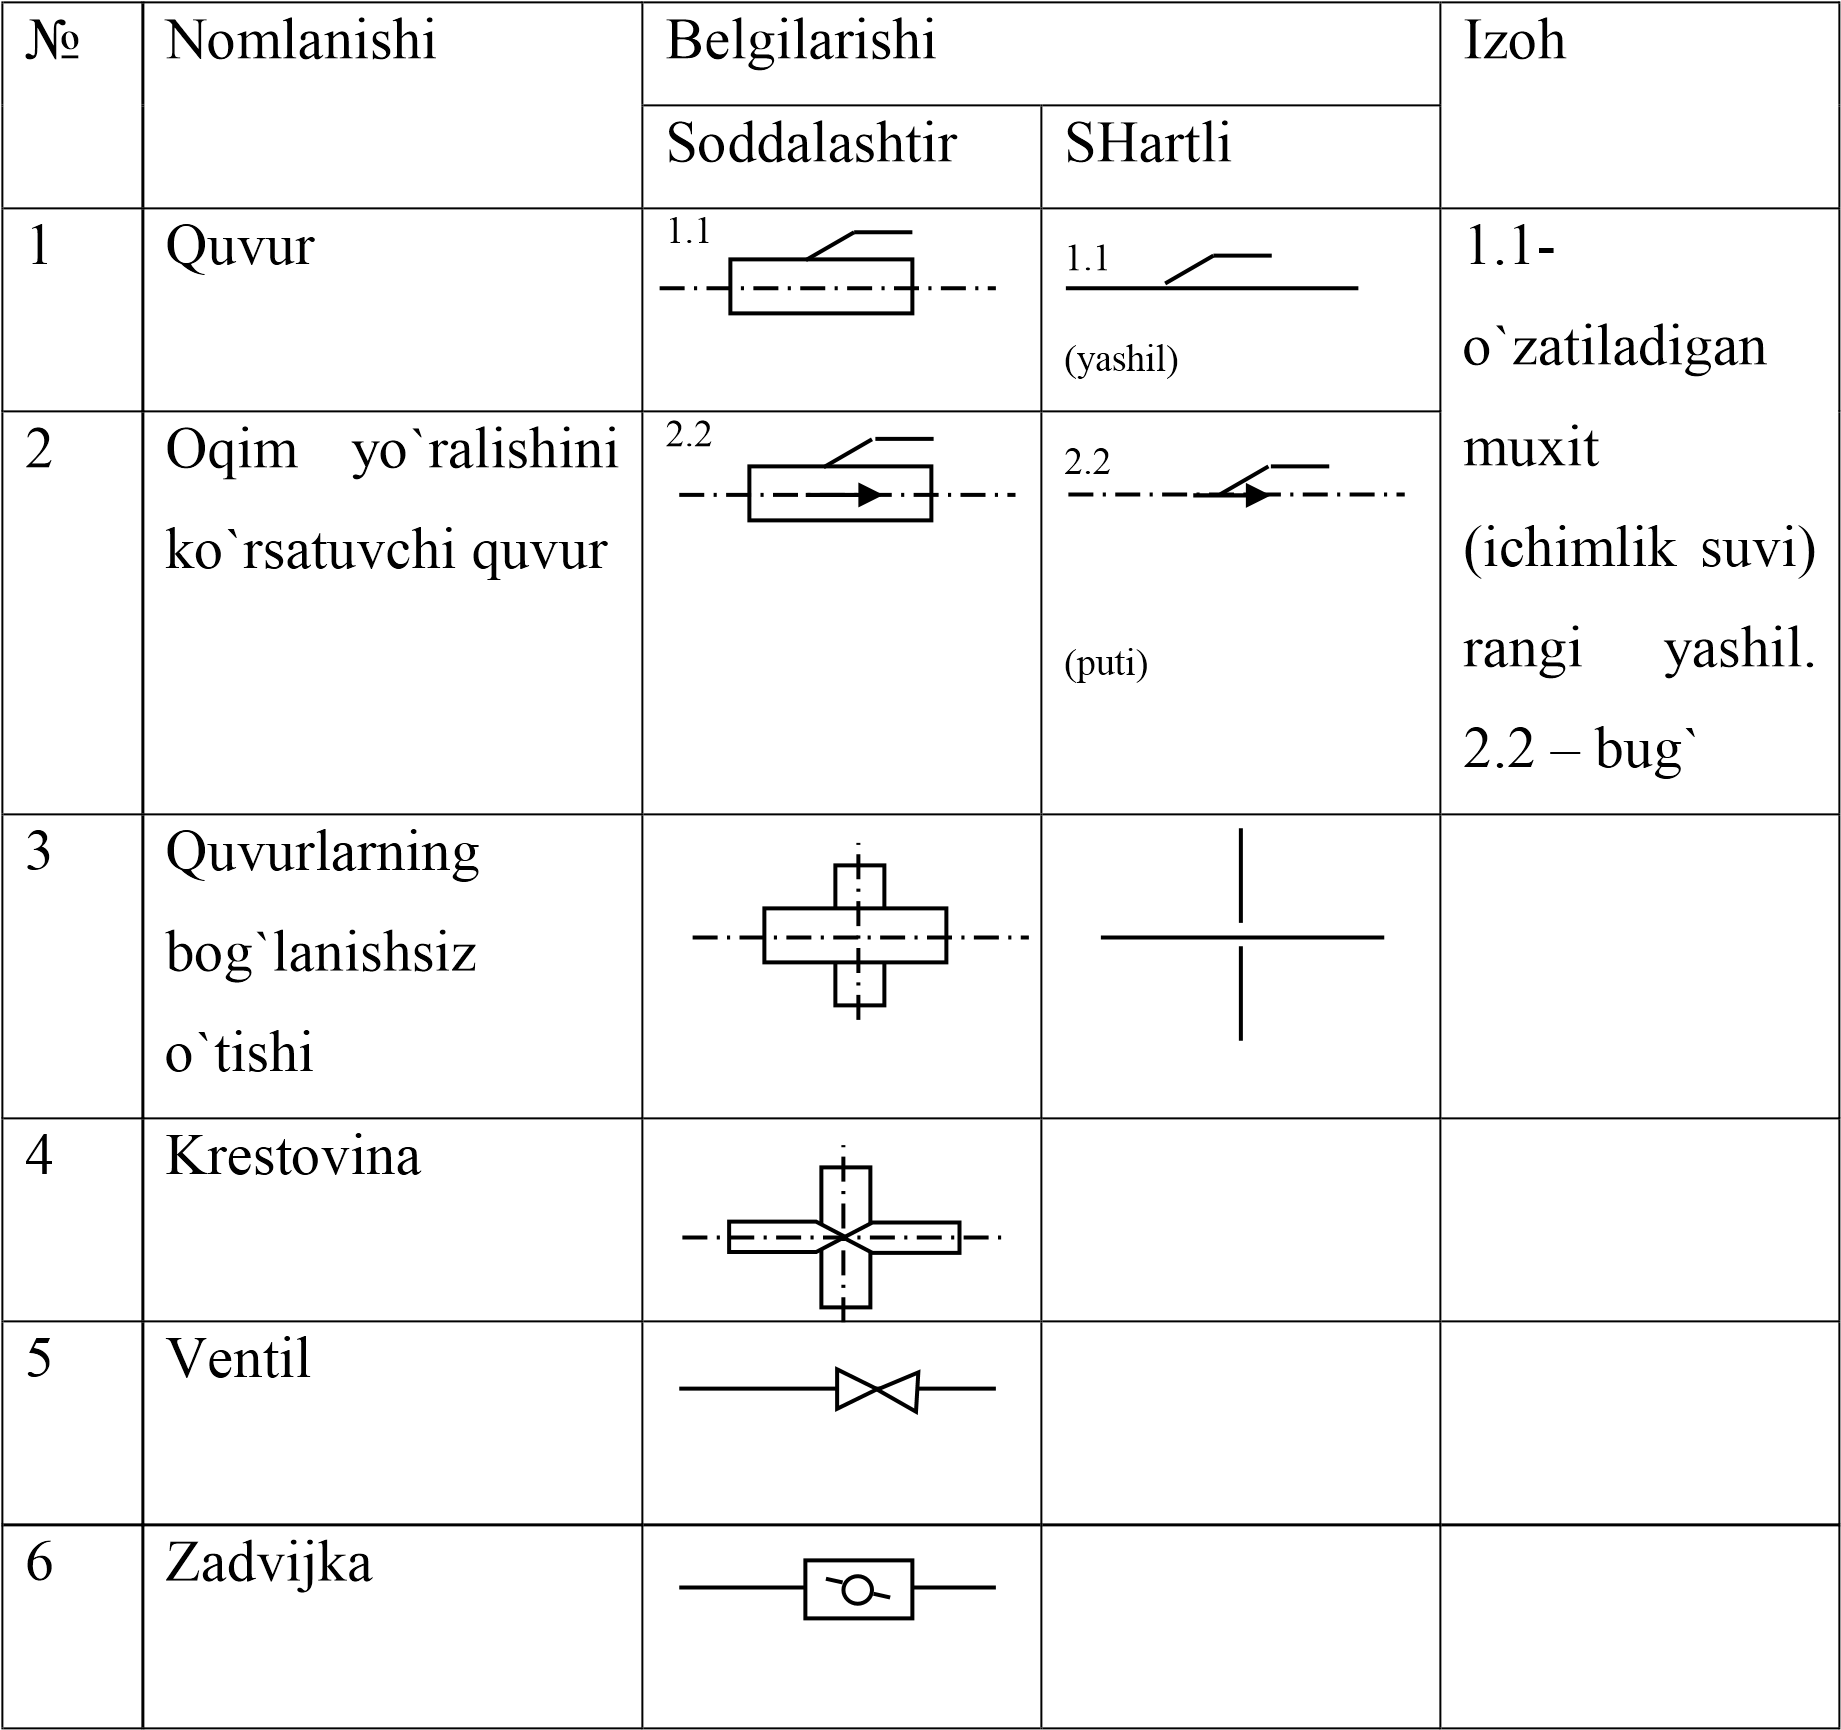 № Nomlanishi Belgilarishi Izoh
Soddalashtir SHartli
1 Quvur 1.1 1.1 1.1-
(yashil) o`zatiladigan
2 Oqim yo`ralishini 2.2 2.2 muxit
ko`rsatuvchi quvur (ichimlik suvi)
(puti) rangi yashil.
2.2 – bug`
3 Quvurlarning
bog`lanishsiz
o`tishi
4 Krestovina
5 Ventil
6 Zadvijka